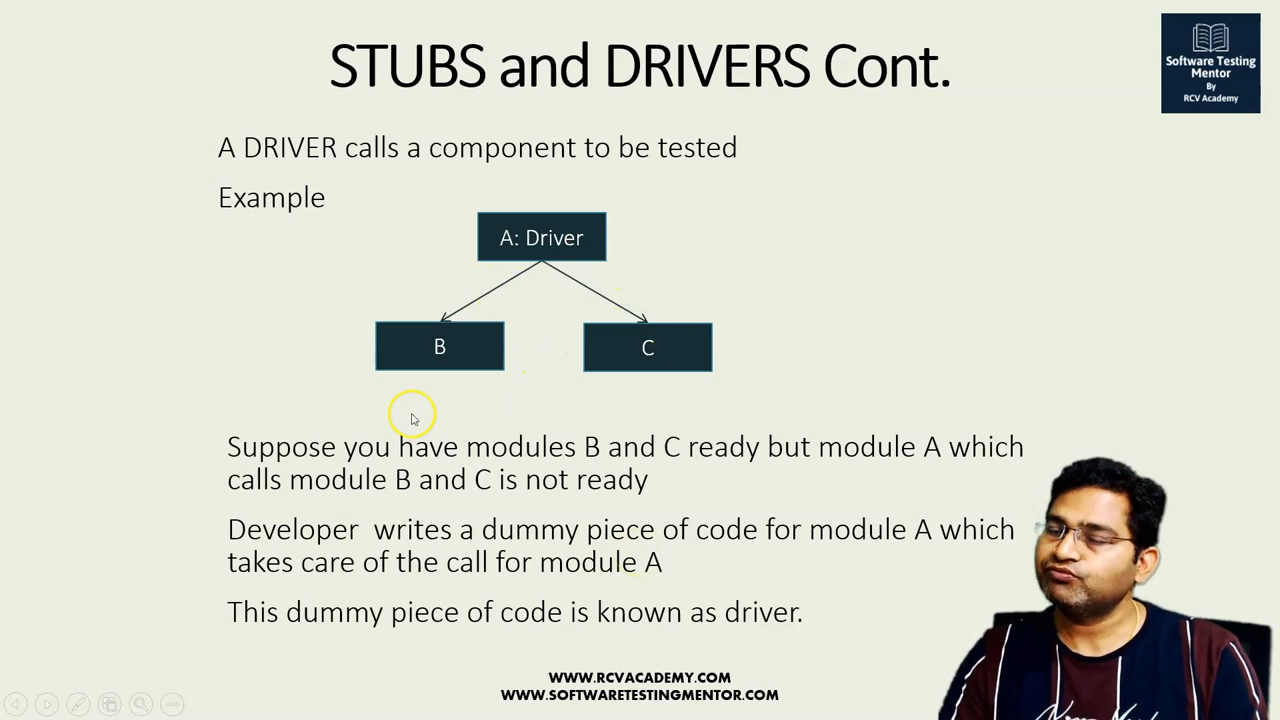 STUBS and DRIVERS Cont.
Software Testing
Mentor
By
RCV Academy
A DRIVER calls a component to be tested
Example
A: Driver
B
C
Suppose you have modules B and C ready but module A which
calls module B and C is not ready
Developer writes a dummy piece of code for module A which
takes care of the call for module A
This dummy piece of code is known as driver.
WWW.RCVACADEMY.COM
WWW.SOFTWARETESTINGMENTOR.COM